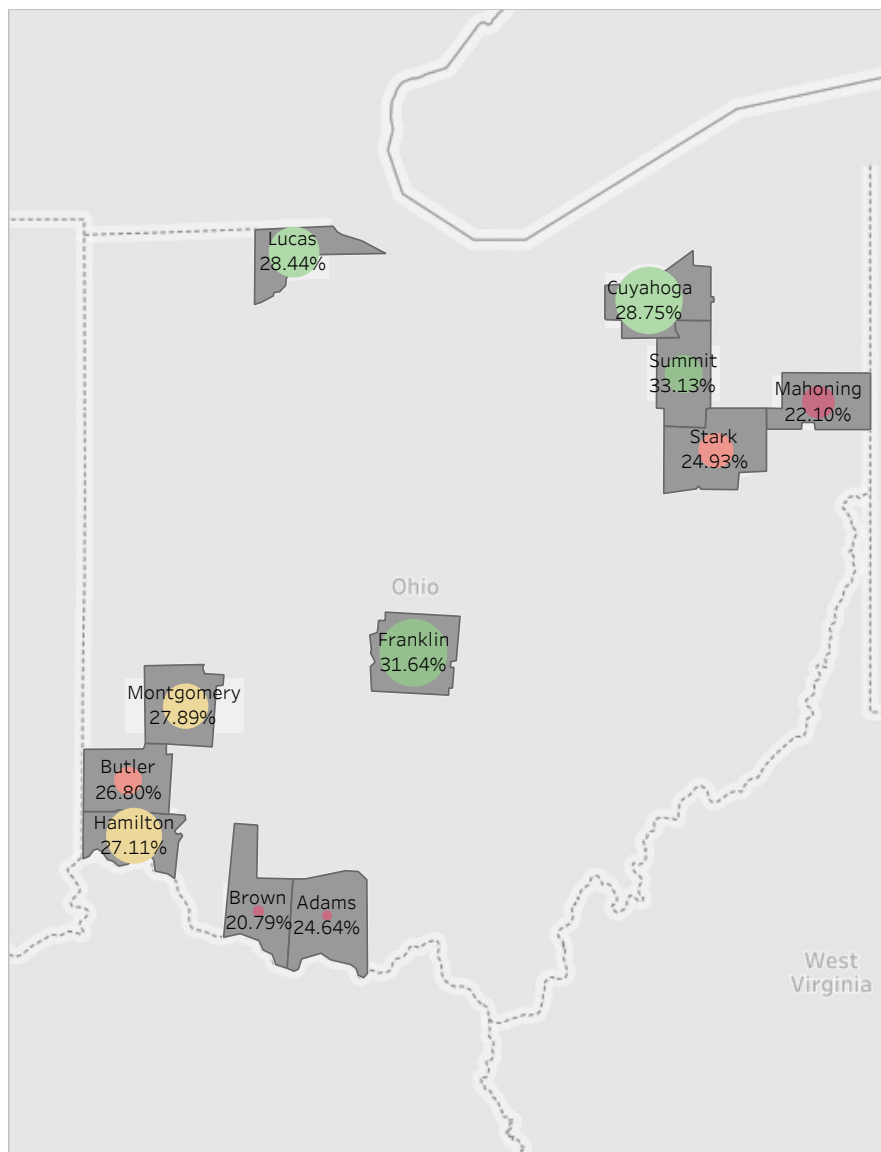 Lucas
28.44%
Cuyahoga
28.75%
Summit
33.13%
Mahoning
22.10%
Stark
24.93%
Ohio
Franklin
31.64%
Montgomery
27.89%
Butler
26.80%
Hamilton
27.11%
Brown
20.79%
Adams
24.64%
West
Virginia